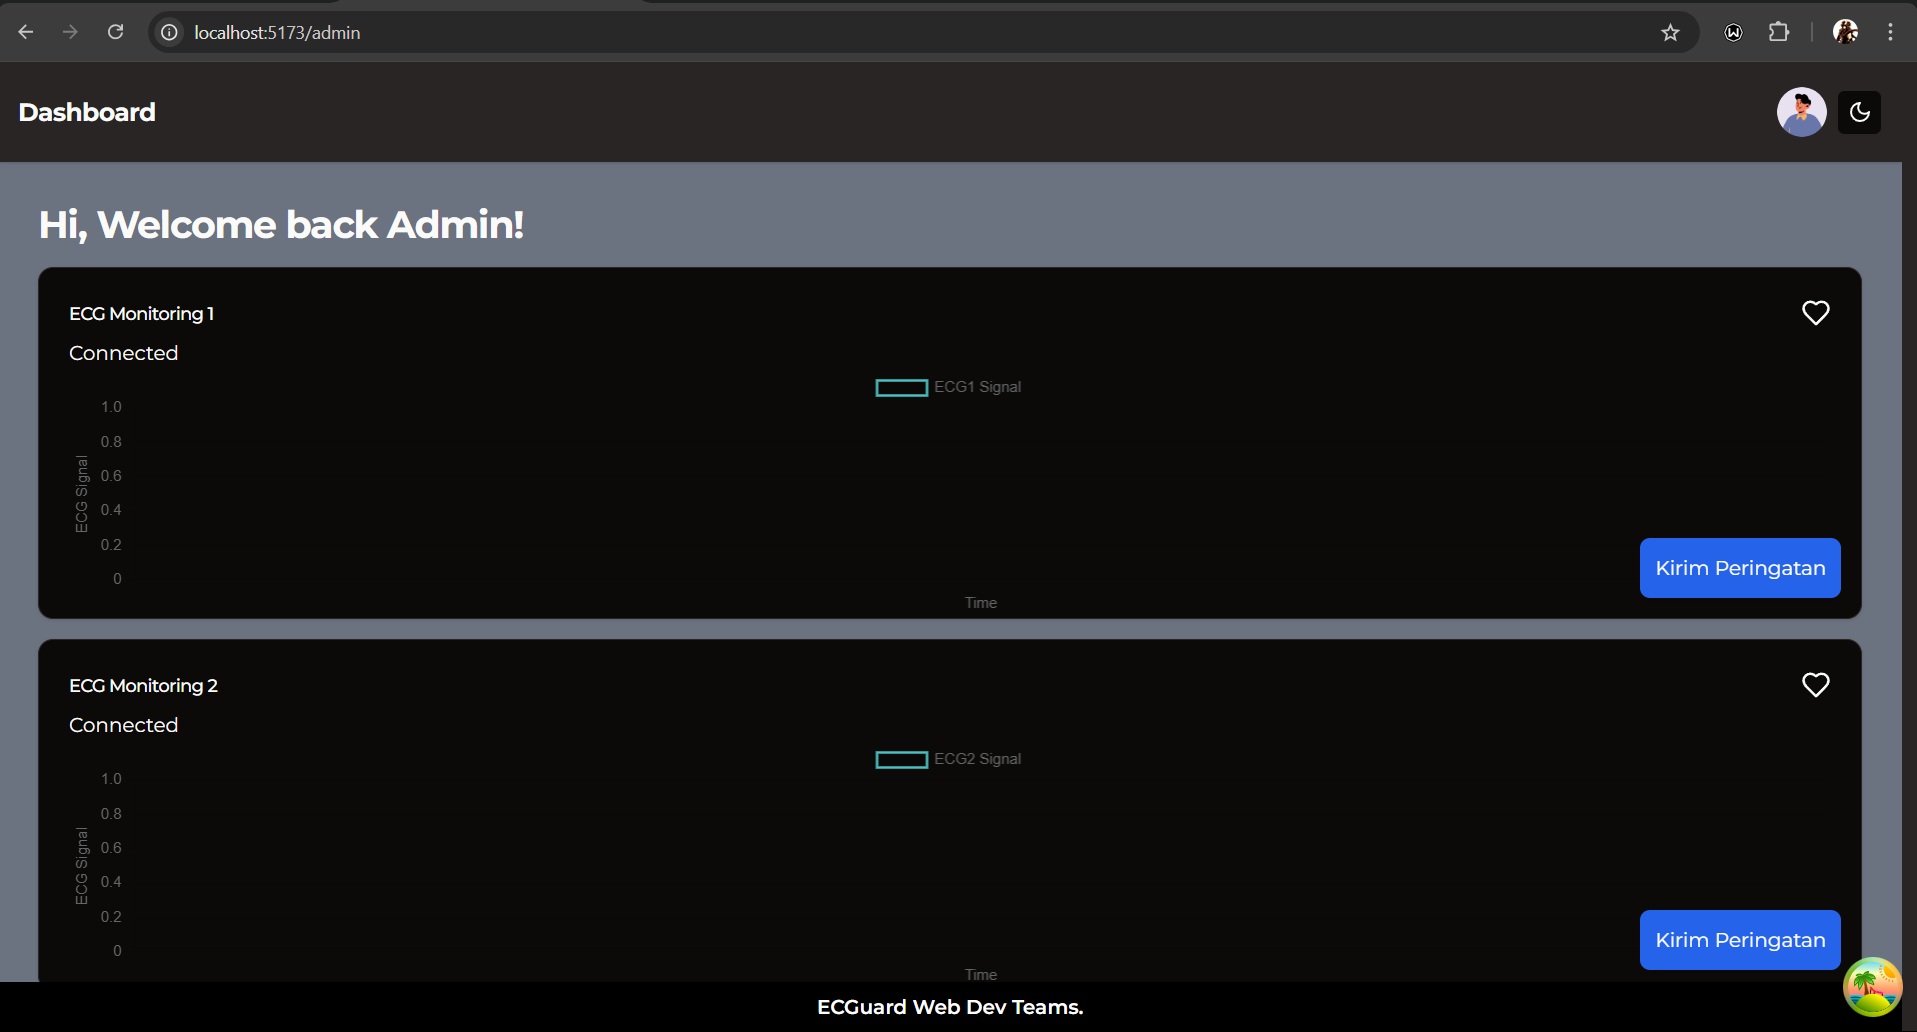 localhost:5173/admin
Dashboard
Hi, Welcome back Admin!
ECG Monitoring 1
Connected
ECG1 Signal
1.0
0.8
0.6
0.4
0.2
0
ECG Signal
Time
Kirim Peringatan
ECG Monitoring 2
Connected
ECG2 Signal
1.0
0.8
0.6
0.4
0.2
0
ECG Signal
Time
Kirim Peringatan
ECGuard Web Dev Teams.